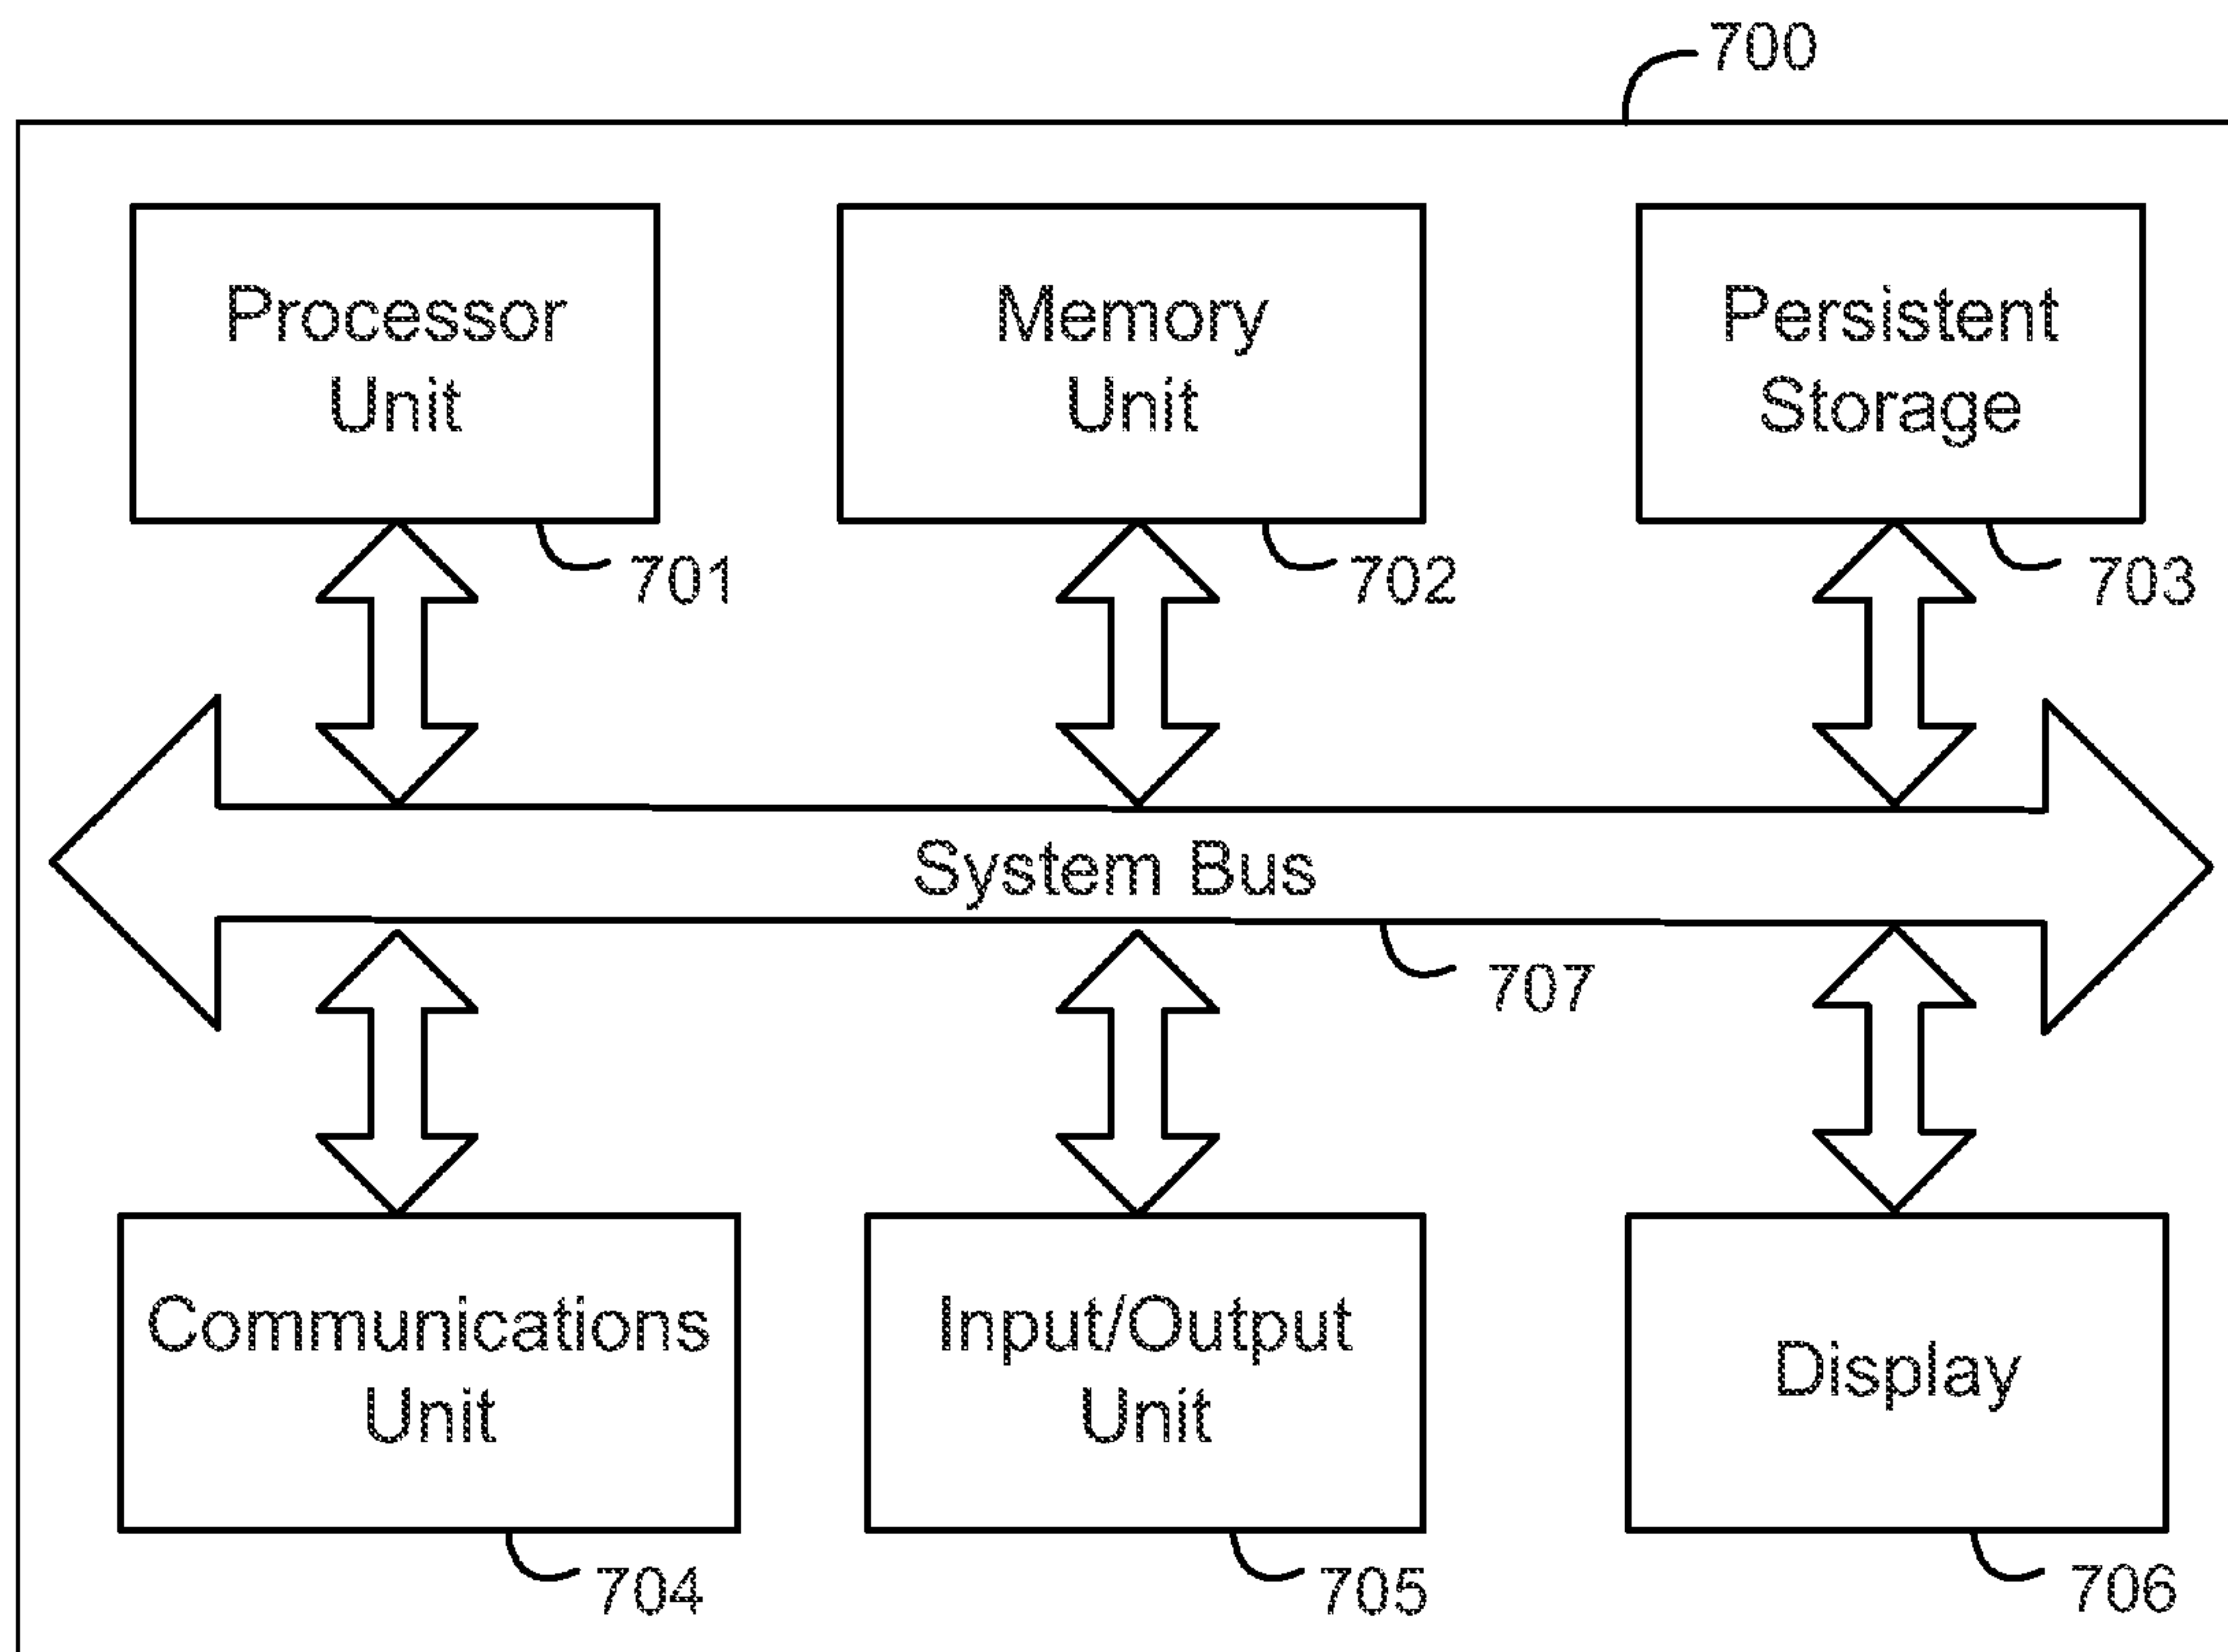 700
Processor
Unit
701
Memory
Unit
702
Persistent
Storage
703
System Bus
707
Communications
Unit
704
Input/Output
Unit
705
Display
706